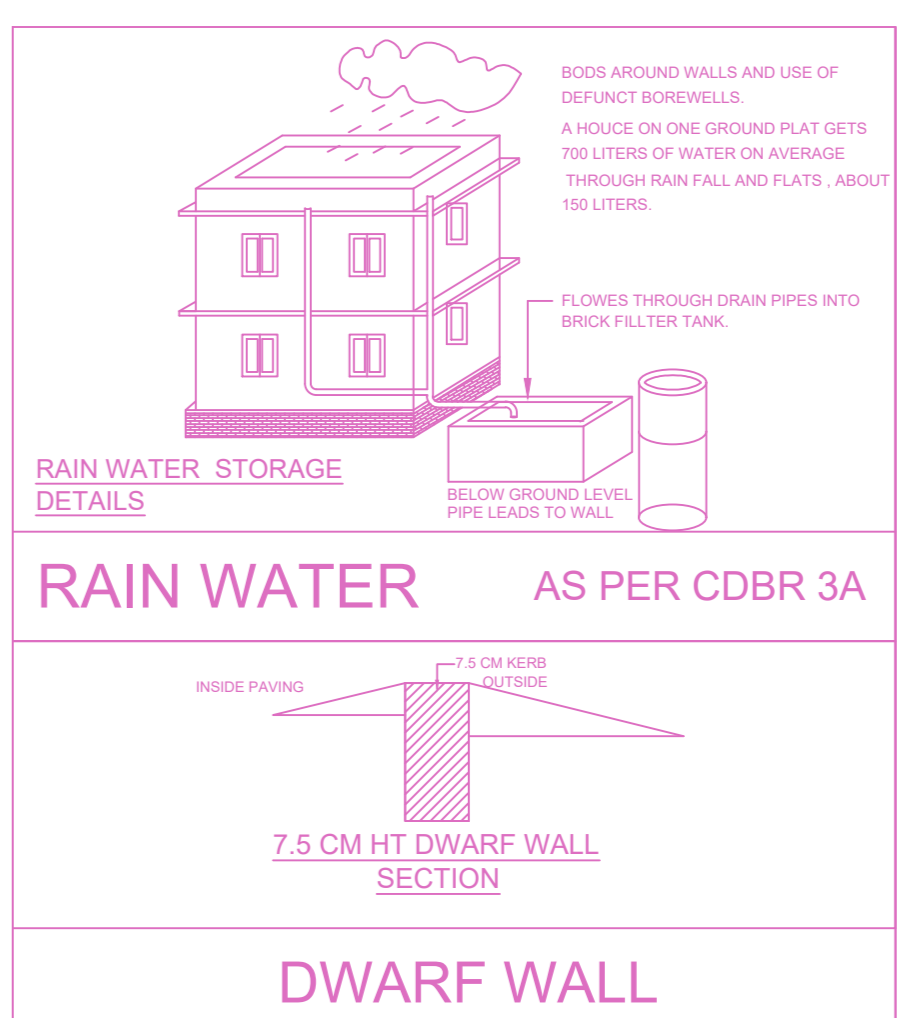 BODS AROUND WALLS AND USE OF
DEFUNCT BOREWELLS.
A HOUCE ON ONE GROUND PLAT GETS
700 LITERS OF WATER ON AVERAGE
THROUGH RAIN FALL AND FLATS , ABOUT
150 LITERS.
FLOWES THROUGH DRAIN PIPES INTO
BRICK FILLTER TANK.
RAIN WATER STORAGE
DETAILS
BELOW GROUND LEVEL
PIPE LEADS TO WALL
RAIN WATER
AS PER CDBR 3A
7.5 CM KERB
OUTSIDE
INSIDE PAVING
7.5 CM HT DWARF WALL
SECTION
DWARF WALL